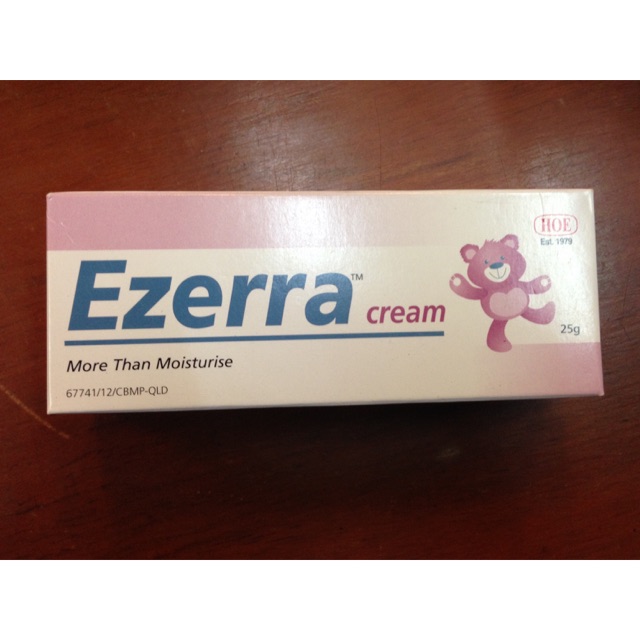 HOE
Est. 1979
Ezerra™ cream
25g
More Than Moisturise
67741/12/CBMP-QLD